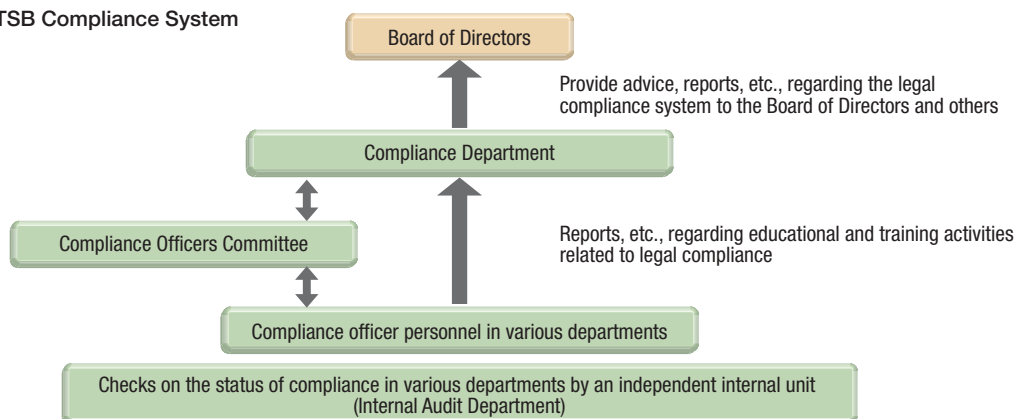 TSB Compliance System
Board of Directors
Provide advice, reports, etc., regarding the legal
compliance system to the Board of Directors and others
Compliance Department
Compliance Officers Committee
Reports, etc., regarding educational and training activities
related to legal compliance
Compliance officer personnel in various departments
Checks on the status of compliance in various departments by an independent internal unit
(Internal Audit Department)